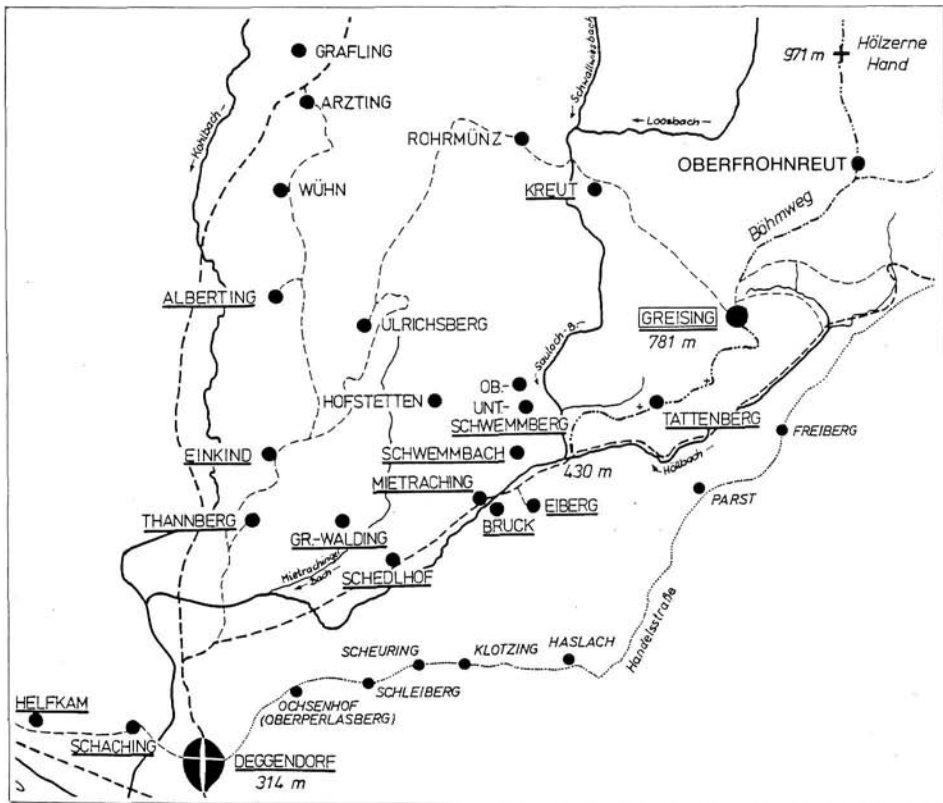 GRAFLING
971 m
Hölzerne
Hand
ARZTING
Schwallwiesbach
Loosbach
Kohlbach
ROHRMÜNZ
OBERFROHNREUT
WÜHN
KREUT
Böhmweg
ALBERTING
ULRICHSBERG
GREISING
781 m
Sauloch-B.
OB.-
HOFSTETTEN
UNT.-
SCHWEMMBERG
TATTENBERG
FREIBERG
EINKIND
SCHWEMMBACH
430 m
Höllbach
MIETRACHING
PARST
THANNBERG
GR.-WALDING
BRUCK
EIBERG
Mietrachinger
Bach
SCHEDLHOF
Handelsstraße
SCHEURING
KLOTZING
HASLACH
SCHLEIBERG
OCHSENHOF
(OBERPERLASBERG)
HELFKAM
SCHACHING
DEGGENDORF
314 m